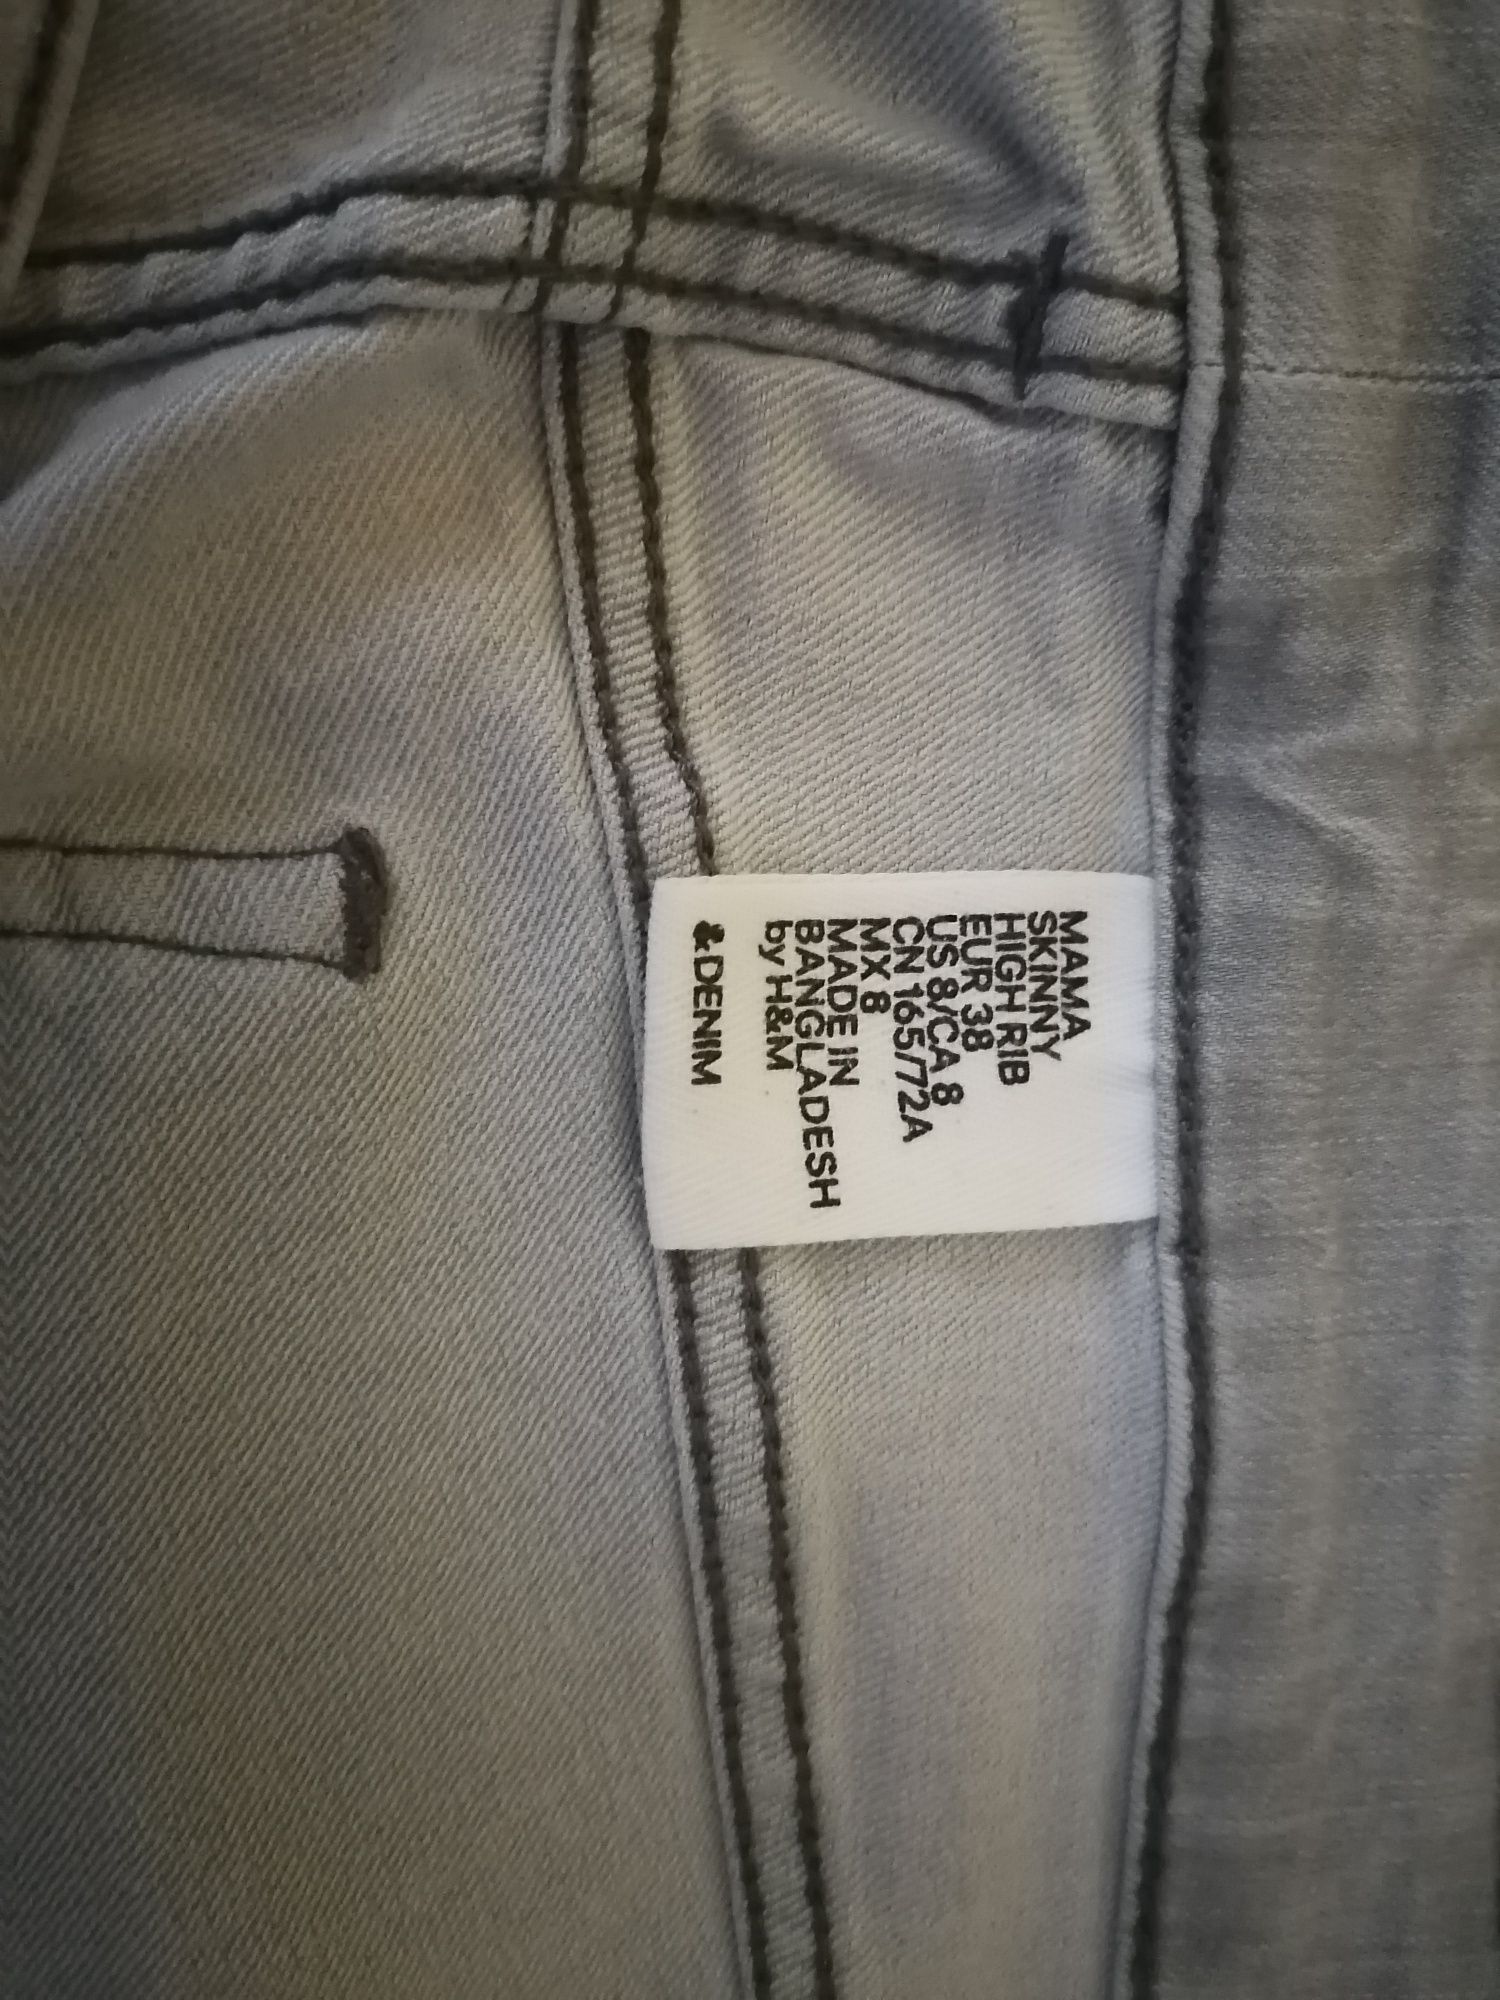 MAMA
SKINNY
HIGH RIB
EUR 38
US 8/CA 8
CN 165/72A
MX 8
MADE IN
BANGLADESH
by H&M
&DENIM